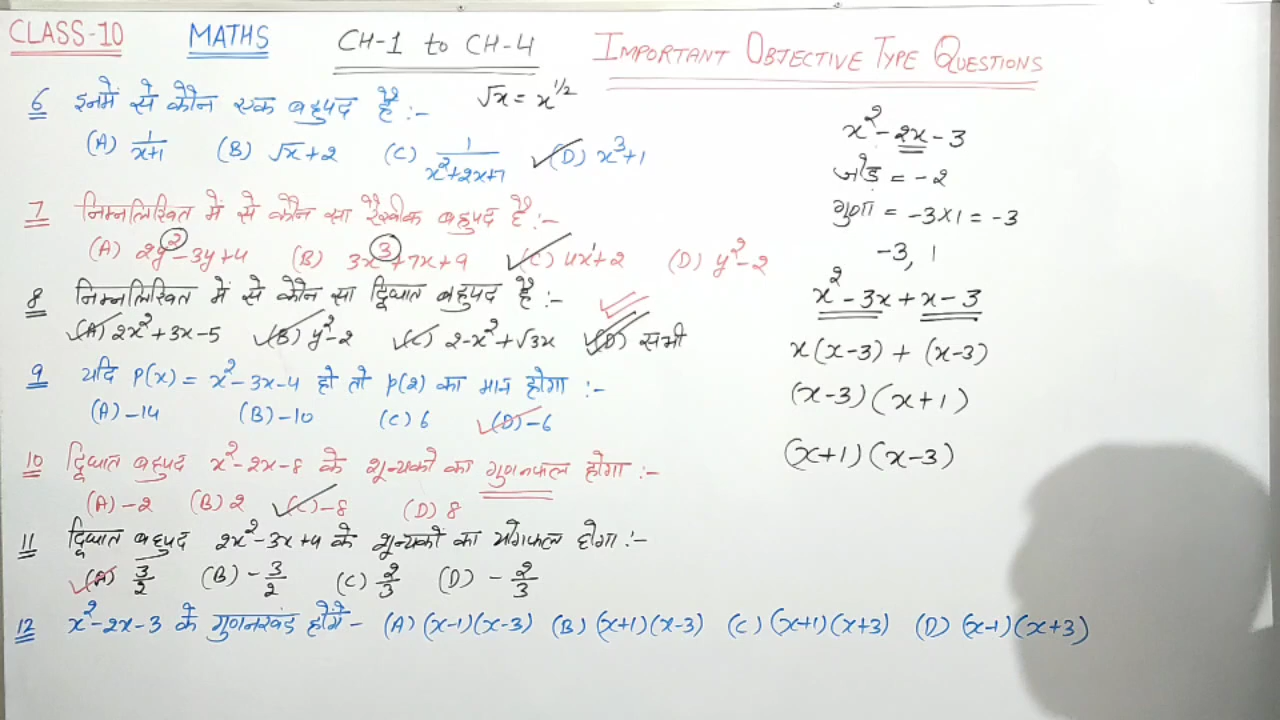 CLASS-10 MATHS CH-1 to CH-4 IMPORTANT OBJECTIVE TYPE QUESTIONS
6 इनमें से कौन एक बहुपद है :- √x = x^1/2
(A) 1/x+1 (B) √x+2 (C) 1/x²+2x+7 (D) x³+1
7 निम्नलिखित में से कौन सा रैखीक बहुपद है :-
(A) 2y²-3y+4 (B) 3x³+7x+9 (C) 4x¹+2 (D) y²-2
8 निम्नलिखित में से कौन सा द्विघात बहुपद है :-
(A) 2x²+3x-5 (B) y²-2 (C) 2-x²+√3x (D) सभी
9 यदि P(x) = x²-3x-4 हो तो P(2) का मान होगा :-
(A) -14 (B) -10 (C) 6 (D) -6
10 द्विघात बहुपद x²-2x-8 के शून्यकों का गुणनफल होगा :-
(A) -2 (B) 2 (C) -8 (D) 8
11 द्विघात बहुपद 2x²-3x+4 के शून्यकों का योगफल होगा :-
(A) 3/2 (B) -3/2 (C) 2/3 (D) -2/3
12 x²-2x-3 के गुणनखंड होंगे - (A) (x-1)(x-3) (B) (x+1)(x-3) (C) (x+1)(x+3) (D) (x-1)(x+3)
x²-2x-3
जोड़ = -2
गुणा = -3×1 = -3
-3, 1
x²-3x+x-3
x(x-3)+(x-3)
(x-3)(x+1)
(x+1)(x-3)